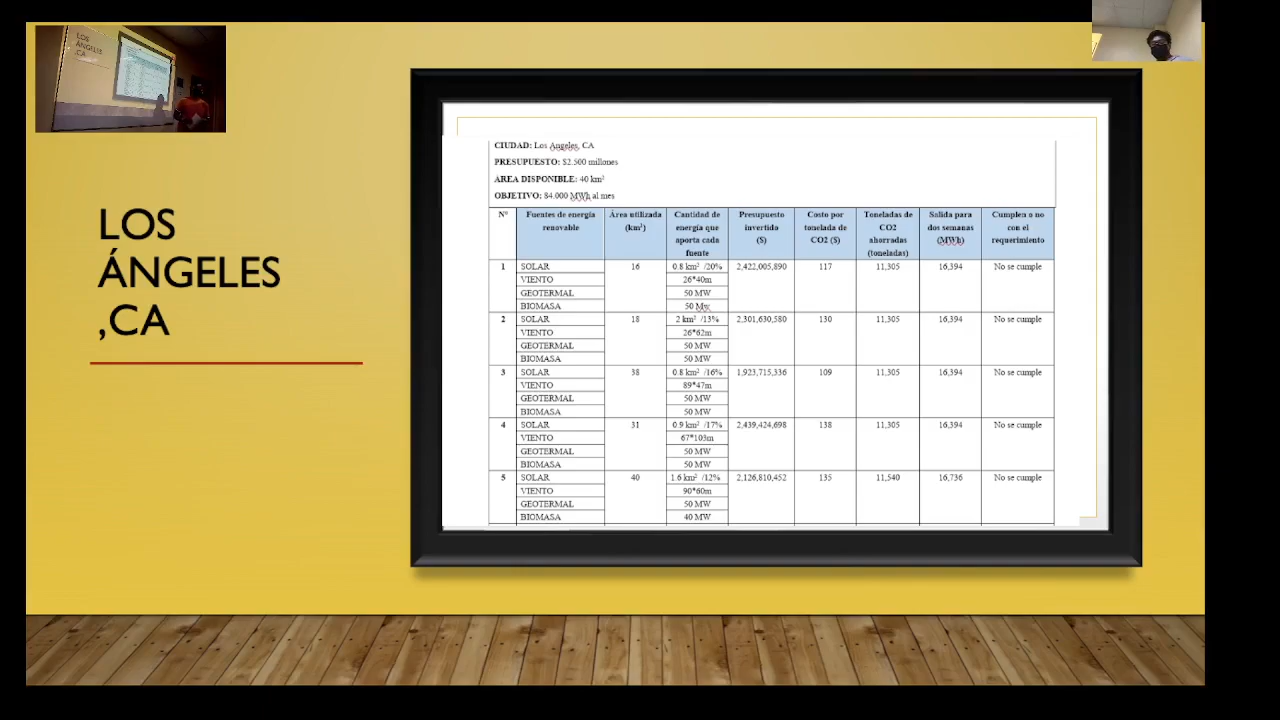 LOS
ÁNGELES
,CA
LOS
ÁNGELES
,CA
CIUDAD: Los Angeles, CA
PRESUPUESTO: $2.500 millones
AREA DISPONIBLE: 40 km²
OBJETIVO: 84.000 MWh al mes
N° Fuentes de energía renovable Área utilizada (km²) Cantidad de energía que aporta cada fuente Presupuesto invertido ($) Costo por tonelada de CO2 ($) Toneladas de CO2 ahorradas (toneladas) Salida para dos semanas (MWh) Cumplen o no con el requerimiento
1 SOLAR 16 0.8 km² /20% 2,422,005,890 117 11,305 16,394 No se cumple
VIENTO 26*40m
GEOTERMAL 50 MW
BIOMASA 50 Mw
2 SOLAR 18 2 km² /13% 2,301,630,580 130 11,305 16,394 No se cumple
VIENTO 26*62m
GEOTERMAL 50 MW
BIOMASA 50 MW
3 SOLAR 38 0.8 km² /16% 1,923,715,336 109 11,305 16,394 No se cumple
VIENTO 89*47m
GEOTERMAL 50 MW
BIOMASA 50 MW
4 SOLAR 31 0.9 km² /17% 2,439,424,698 138 11,305 16,394 No se cumple
VIENTO 67*103m
GEOTERMAL 50 MW
BIOMASA 50 MW
5 SOLAR 40 1.6 km² /12% 2,126,810,452 135 11,540 16,736 No se cumple
VIENTO 90*60m
GEOTERMAL 50 MW
BIOMASA 40 MW